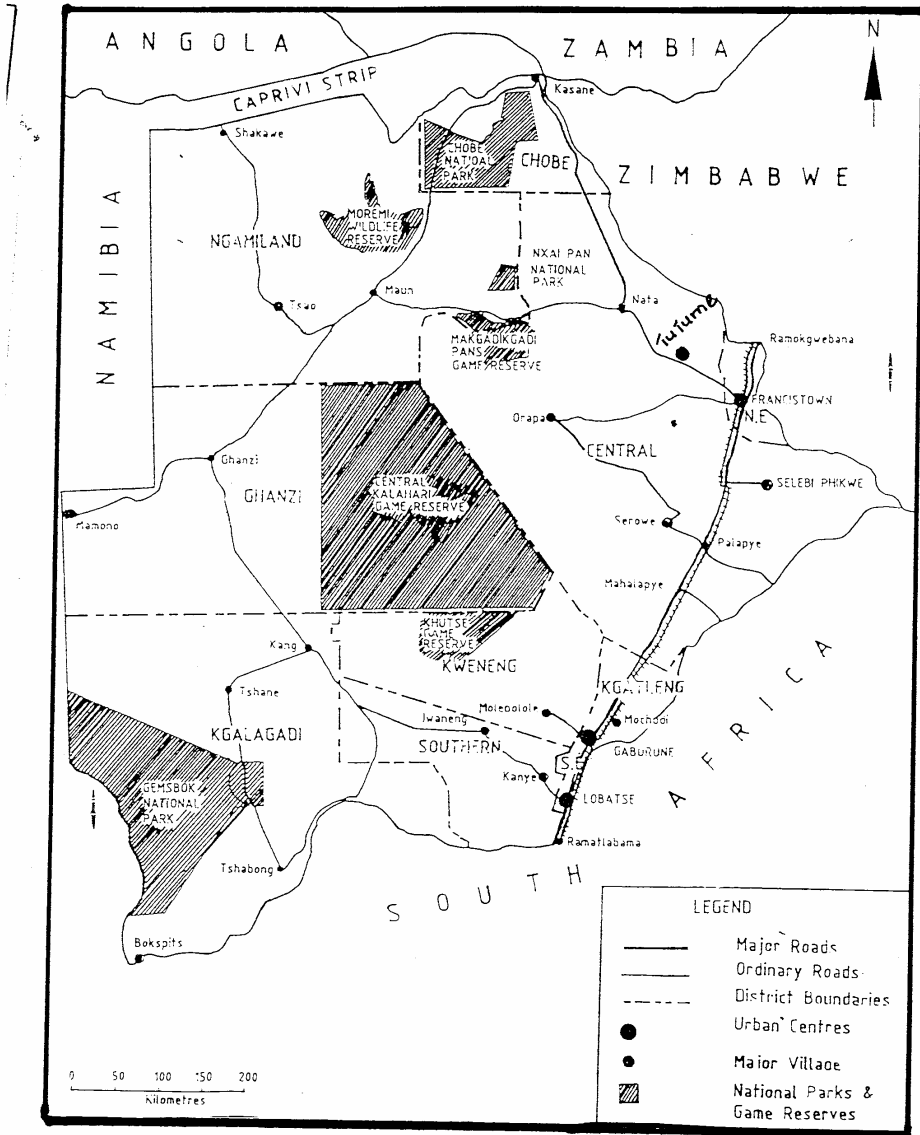 ANGOLA
ZAMBIA
N
CAPRIVI STRIP
Kasane
Shakawe
CHOBE
NATIOAL
PARK
CHOBE
ZIMBABWE
NAMIBIA
MOREMI
WILDLIFE
RESERVE
NGAMILAND
NXAI PAN
NATIONAL
PARK
Maun
Tsao
Nata
TuTume
MAKGADIKGADI
PANS
GAME RESERVE
Ramokgwebana
FRANCISTOWN
N.E
Orapa
CENTRAL
Ghanzi
GHANZI
CENTRAL
KALAHARI
GAME RESERVE
SELEBI PHIKWE
Mamono
Serowe
Palapye
Mahalapye
KHUTSE
GAME
RESERVE
Kang
KWENENG
Tshane
KGATLENG
Molepolole
Mochodi
Jwaneng
KGALAGADI
SOUTHERN
GABURUNE
S.E
Kanye
LOBATSE
GEMSBOK
NATIONAL
PARK
Ramatlabama
Tshabong
SOUTH AFRICA
Bokspits
LEGEND
Major Roads
Ordinary Roads
District Boundaries
Urban Centres
Major Village
National Parks &
Game Reserves
0 50 100 150 200
Kilometres